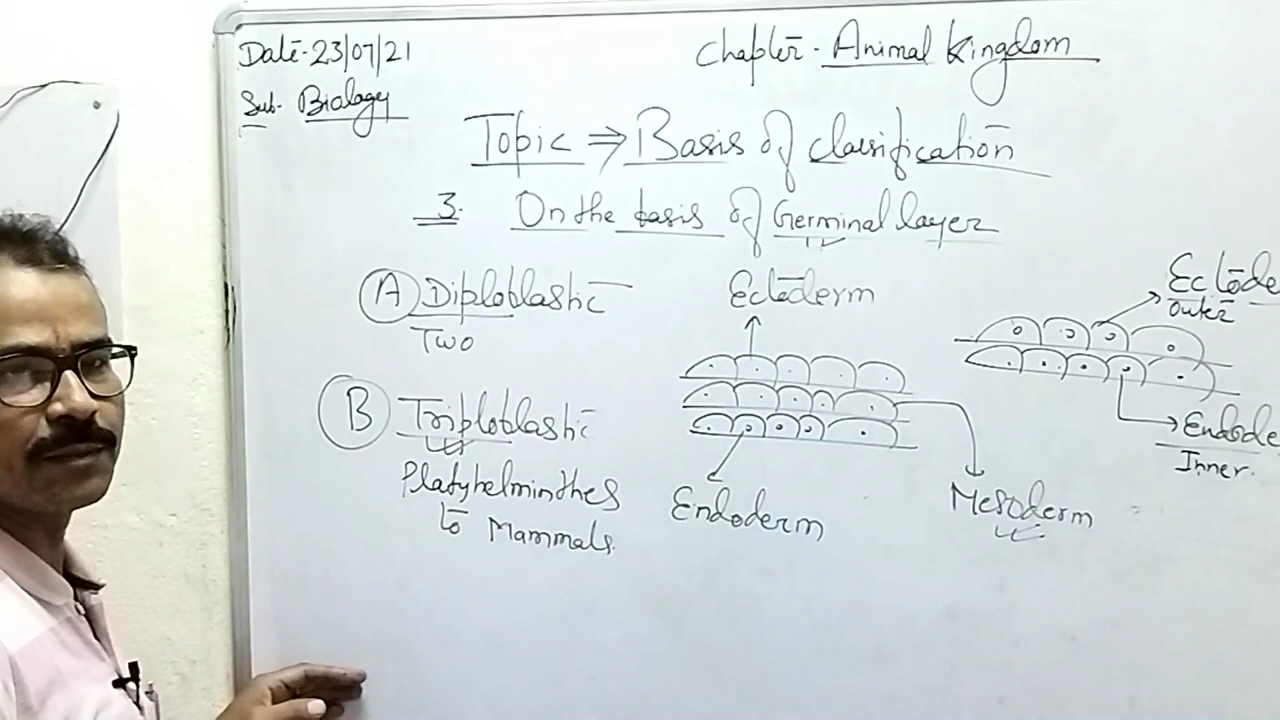 Date-23/07/21
Chapter- Animal Kingdom
Sub- Biology
Topic ⇒ Basis of classification
3. On the basis of Germinal layer
A Diploblastic
Two
Ectoderm
Ectode
Outer
B Triploblastic
Platyhelminthes
to Mammals.
Endoderm
Mesoderm
Endode
Inner.